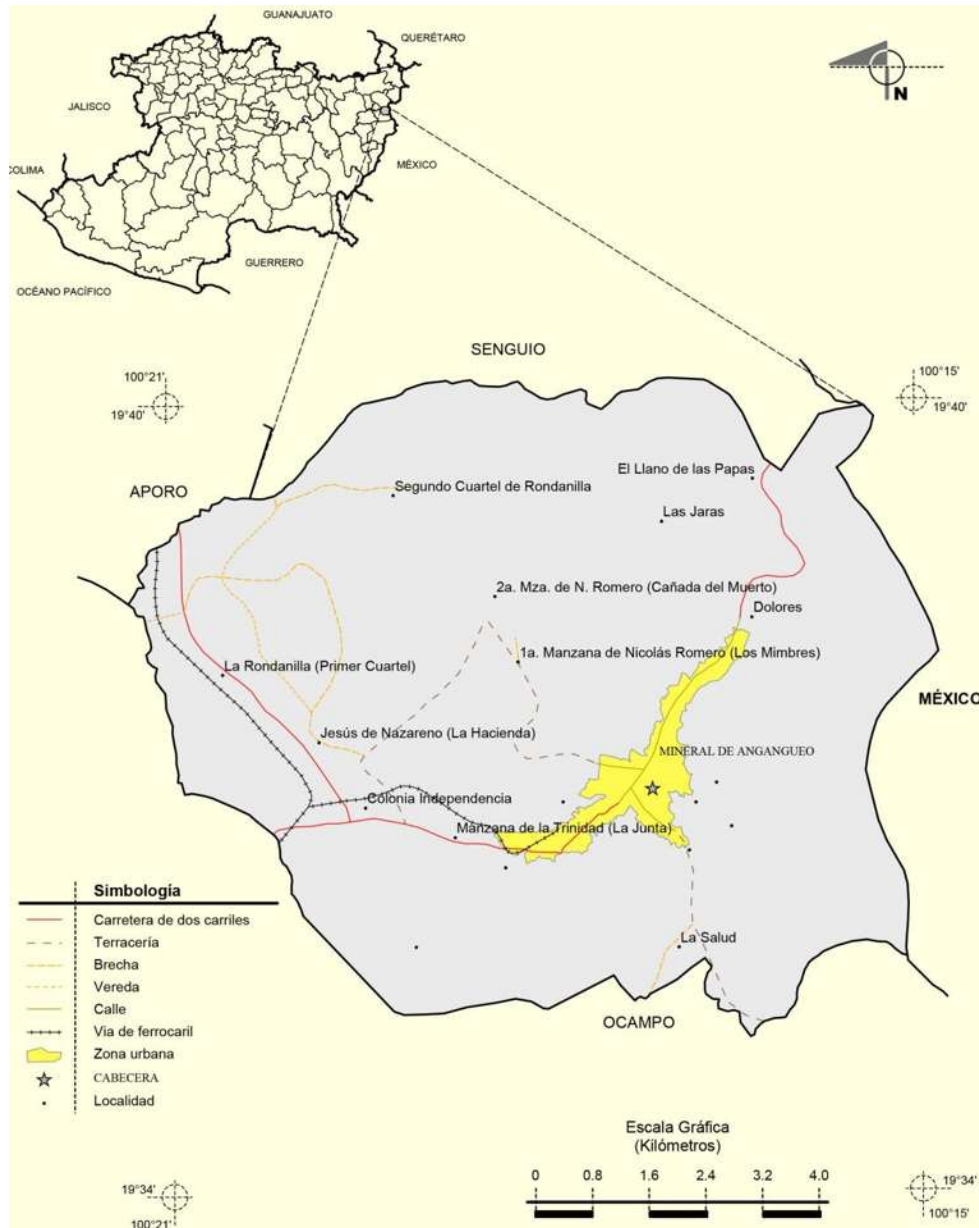 GUANAJUATO
QUERÉTARO
JALISCO
N
MÉXICO
COLIMA
GUERRERO
OCÉANO PACÍFICO
SENGUIO
100°21'
19°40'
100°15'
19°40'
El Llano de las Papas
APORO
Segundo Cuartel de Rondanilla
Las Jaras
2a. Mza. de N. Romero (Cañada del Muerto)
Dolores
1a. Manzana de Nicolás Romero (Los Mimbres)
La Rondanilla (Primer Cuartel)
MÉXICO
Jesús de Nazareno (La Hacienda)
MINERAL DE ANGANGUEO
Colonia Independencia
Manzana de la Trinidad (La Junta)
La Salud
OCAMPO
Simbología
Carretera de dos carriles
Terracería
Brecha
Vereda
Calle
Via de ferrocaril
Zona urbana
CABECERA
Localidad
Escala Gráfica
(Kilómetros)
0 0.8 1.6 2.4 3.2 4.0
19°34'
100°21'
19°34'
100°15'